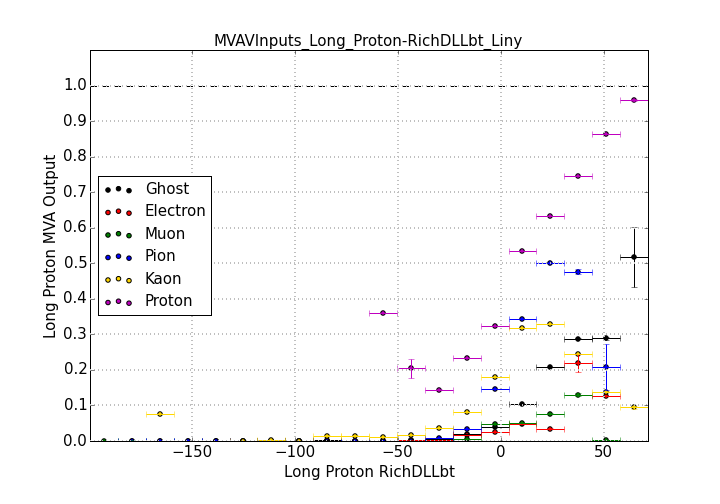 MVAVInputs_Long_Proton-RichDLLbt_Liny
Long Proton MVA Output
1.0
0.9
0.8
0.7
0.6
0.5
0.4
0.3
0.2
0.1
0.0
Ghost
Electron
Muon
Pion
Kaon
Proton
−150
−100
−50
0
50
Long Proton RichDLLbt